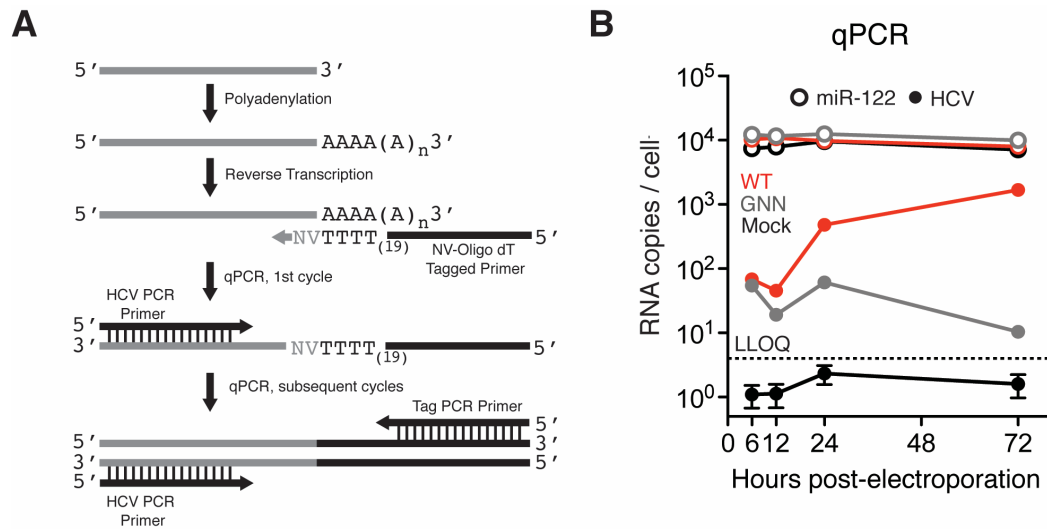 A
5′ 3′
Polyadenylation
5′ AAAA(A)n3′
Reverse Transcription
5′ AAAA(A)n3′
NVTTTT(19) 5′
NV-Oligo dT
Tagged Primer
qPCR, 1st cycle
HCV PCR
Primer
5′
3′ NVTTTT(19) 5′
qPCR, subsequent cycles
Tag PCR Primer
5′
5′ 3′
3′ 5′
5′
HCV PCR
Primer
B
qPCR
miR-122 HCV
RNA copies / cell
10^5
10^4
10^3
10^2
10^1
10^0
WT
GNN
Mock
LLOQ
0 6 12 24 48 72
Hours post-electroporation